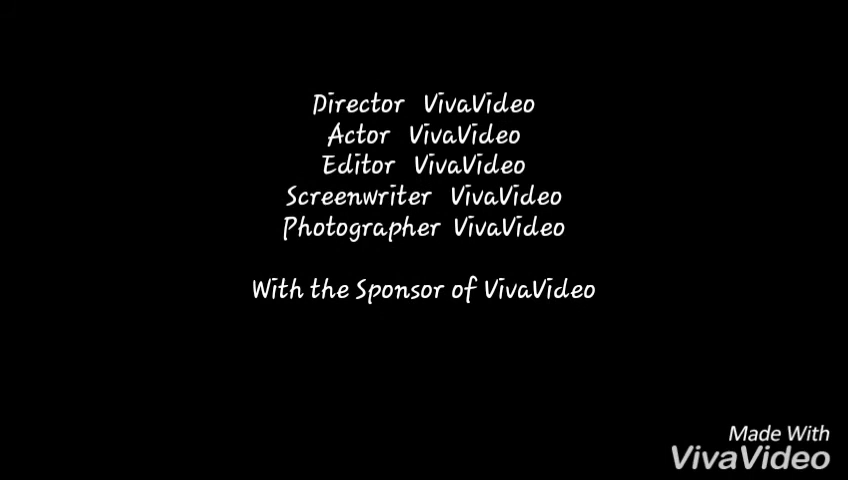 Director VivaVideo
Actor VivaVideo
Editor VivaVideo
Screenwriter VivaVideo
Photographer VivaVideo
With the Sponsor of VivaVideo
Made With
VivaVideo